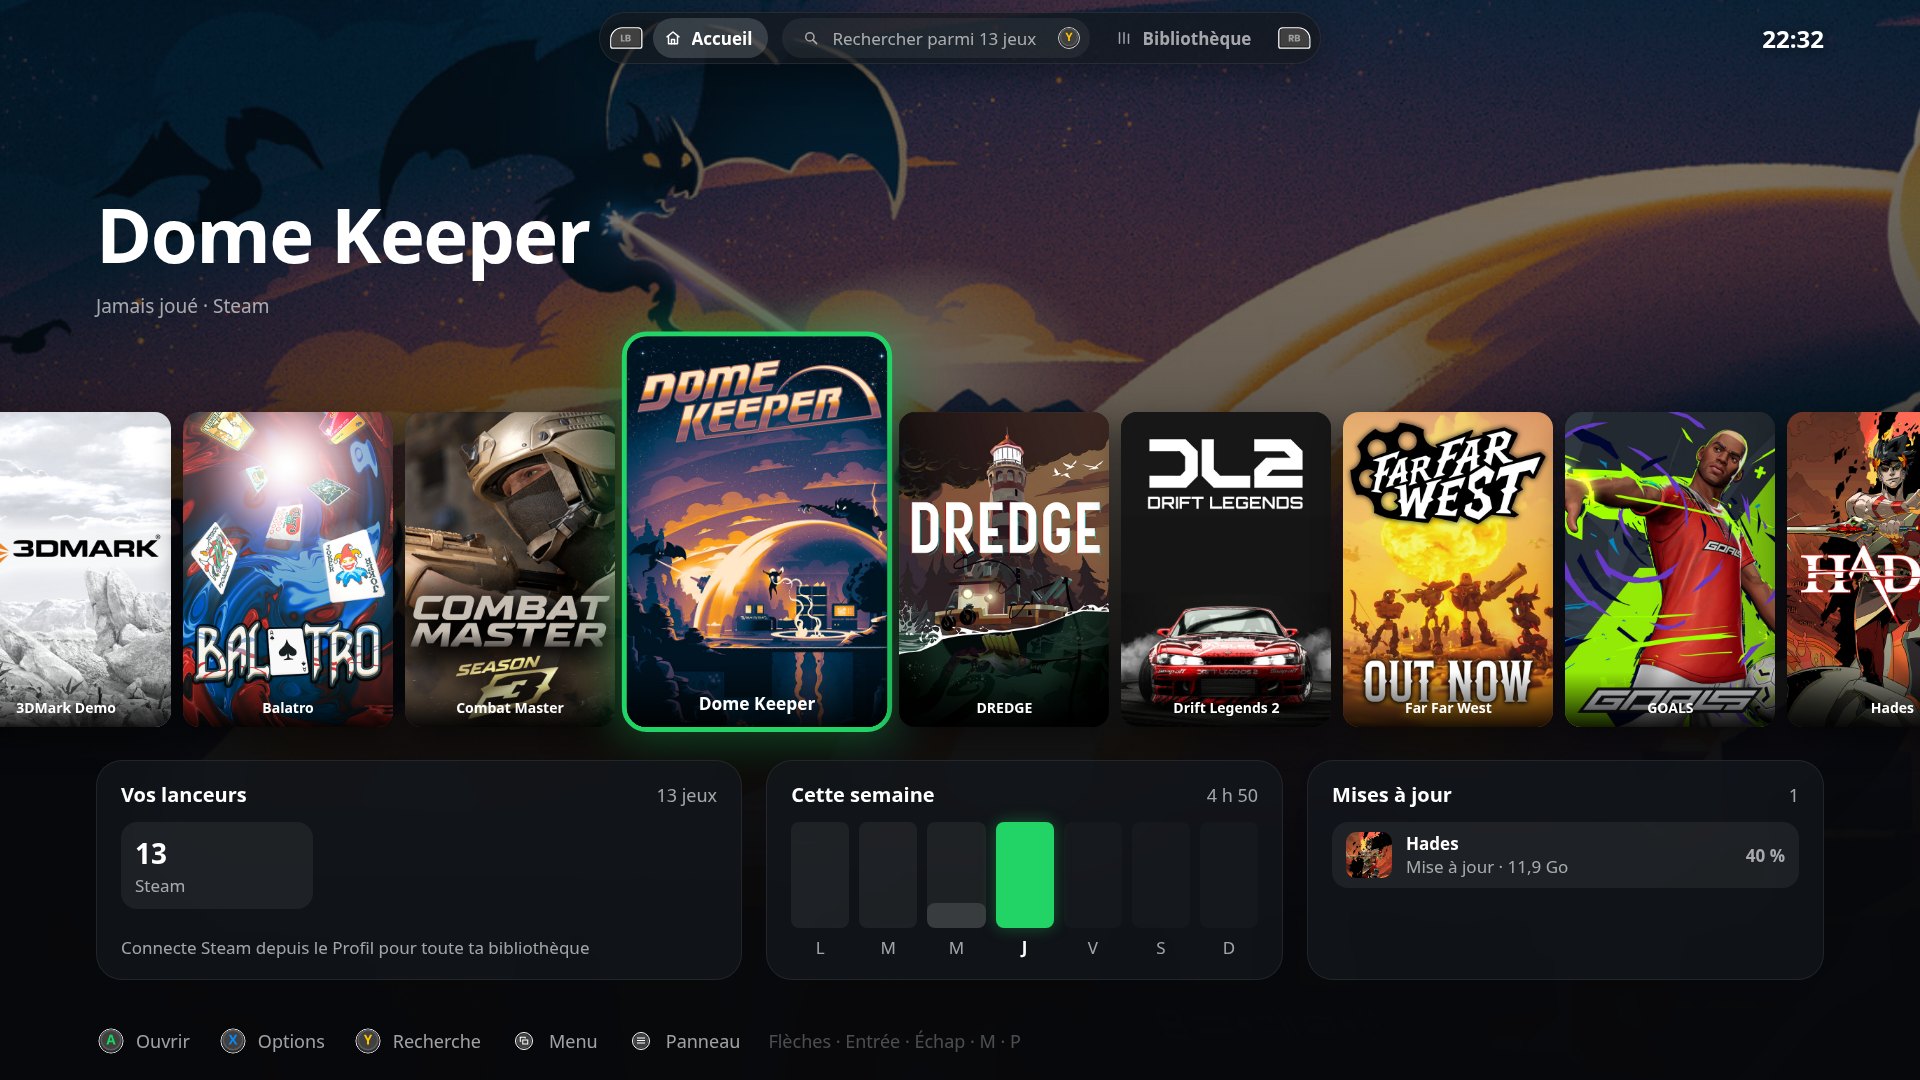 LB
Accueil
Rechercher parmi 13 jeux
Y
Bibliothèque
RB
22:32
Dome Keeper
Jamais joué · Steam
3DMARK
3DMark Demo
BALATRO
Balatro
COMBAT
MASTER
SEASON
3
Combat Master
DOME
KEEPER
Dome Keeper
DREDGE
DREDGE
DL2
DRIFT LEGENDS
Drift Legends 2
FAR FAR
WEST
OUT NOW
Far Far West
GOALS
GOALS
GOALS
HAD
Hades
Vos lanceurs
13 jeux
13
Steam
Connecte Steam depuis le Profil pour toute ta bibliothèque
Cette semaine
4 h 50
L M M J V S D
Mises à jour
1
Hades
Mise à jour · 11,9 Go
40 %
A Ouvrir
X Options
Y Recherche
Menu
Panneau
Flèches · Entrée · Échap · M · P